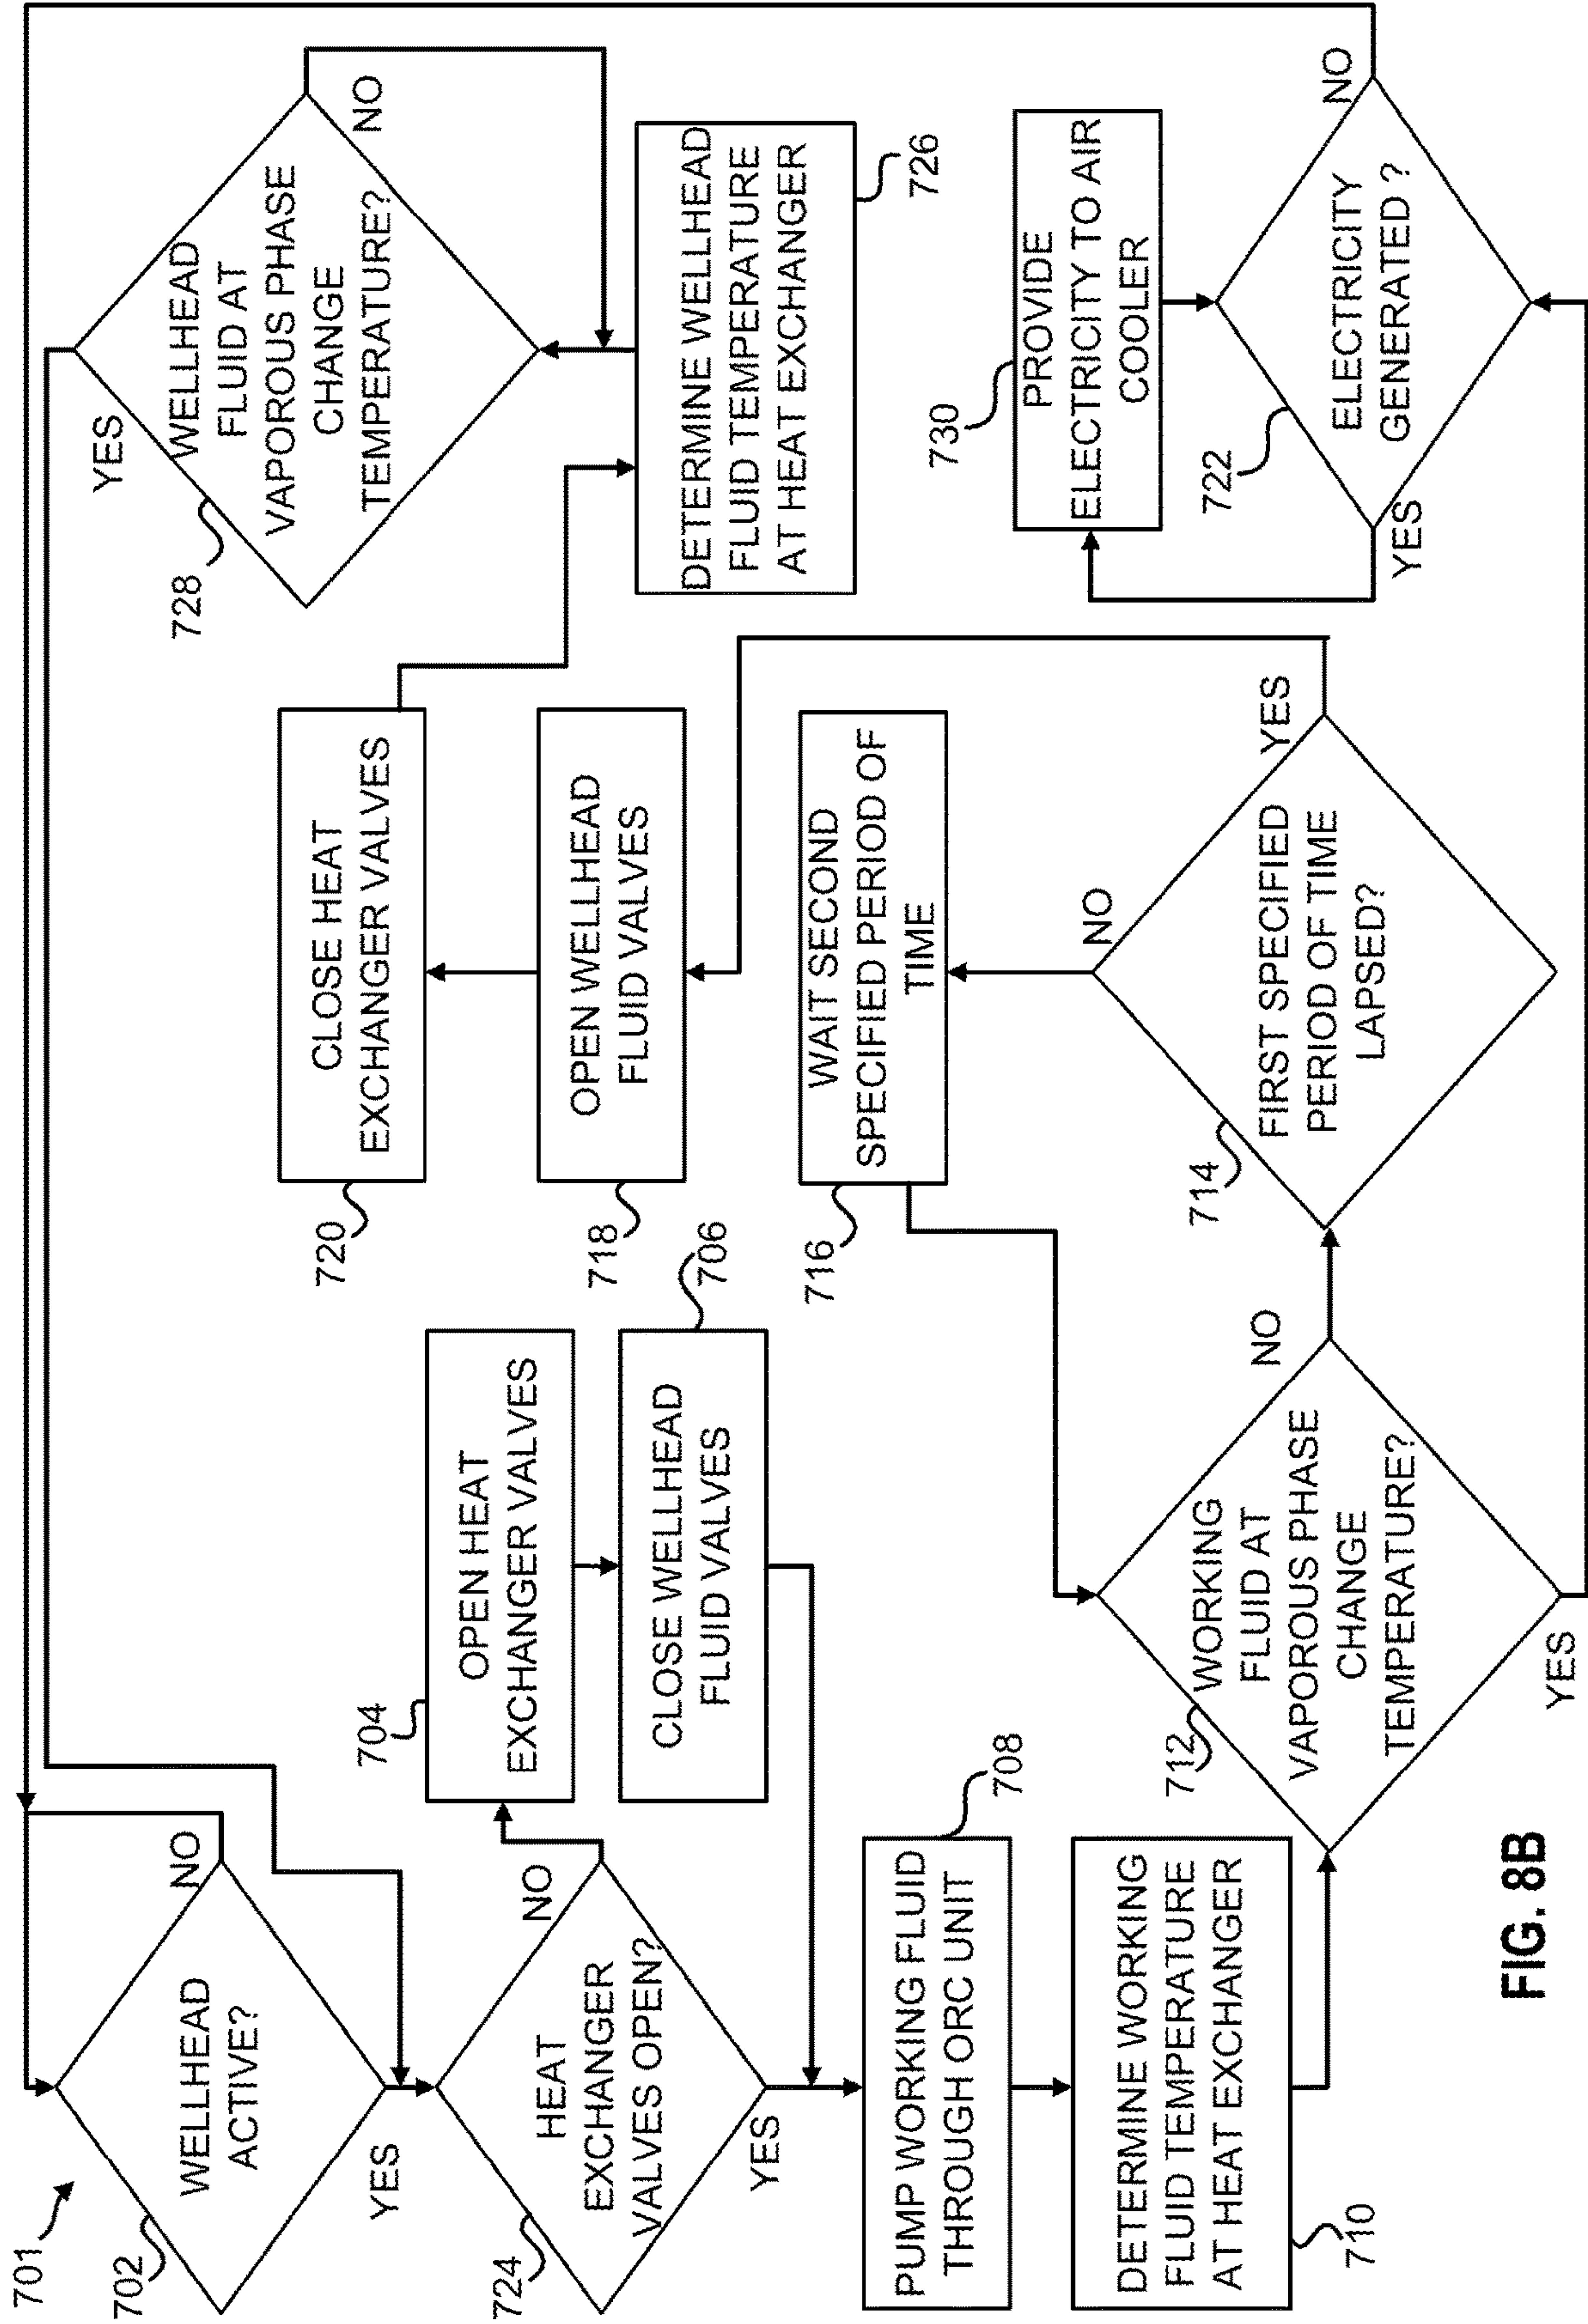 701
702
WELLHEAD
ACTIVE?
NO
YES
724
HEAT
EXCHANGER
VALVES OPEN?
NO
YES
704
OPEN HEAT
EXCHANGER VALVES
CLOSE WELLHEAD
FLUID VALVES
706
PUMP WORKING FLUID
THROUGH ORC UNIT
708
DETERMINE WORKING
FLUID TEMPERATURE
AT HEAT EXCHANGER
710
712
WORKING
FLUID AT
VAPOROUS PHASE
CHANGE
TEMPERATURE?
NO
YES
714
FIRST SPECIFIED
PERIOD OF TIME
LAPSED?
NO
YES
716
WAIT SECOND
SPECIFIED PERIOD OF
TIME
718
OPEN WELLHEAD
FLUID VALVES
720
CLOSE HEAT
EXCHANGER VALVES
728
WELLHEAD
FLUID AT
VAPOROUS PHASE
CHANGE
TEMPERATURE?
YES
NO
DETERMINE WELLHEAD
FLUID TEMPERATURE
AT HEAT EXCHANGER
726
730
PROVIDE
ELECTRICITY TO AIR
COOLER
722
ELECTRICITY
GENERATED ?
YES
NO
FIG. 8B